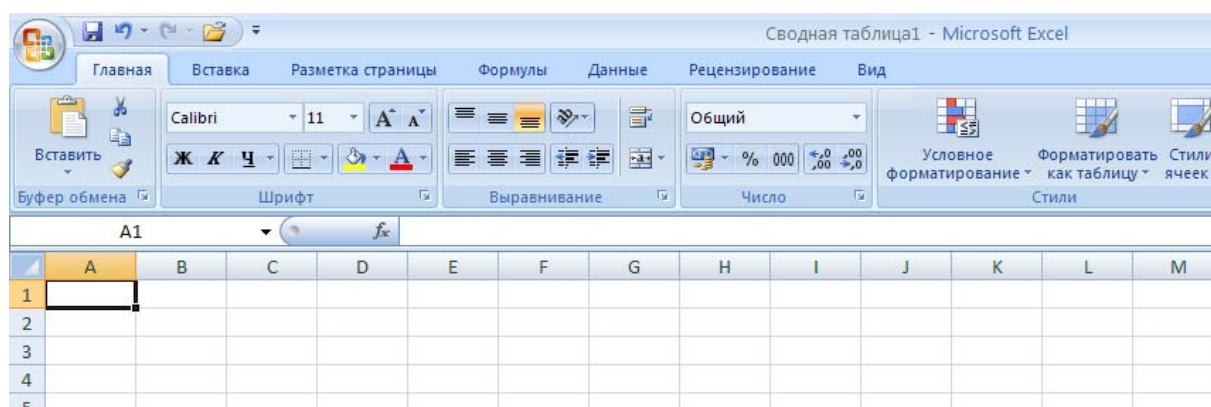 Сводная таблица1 - Microsoft Excel
Главная Вставка Разметка страницы Формулы Данные Рецензирование Вид
Calibri 11 A A Общий
Вставить Ж К Ч A % 000 Условное форматирование Форматировать как таблицу Стили ячеек
Буфер обмена Шрифт Выравнивание Число Стили
A1 fx
A B C D E F G H I J K L M
1
2
3
4
5